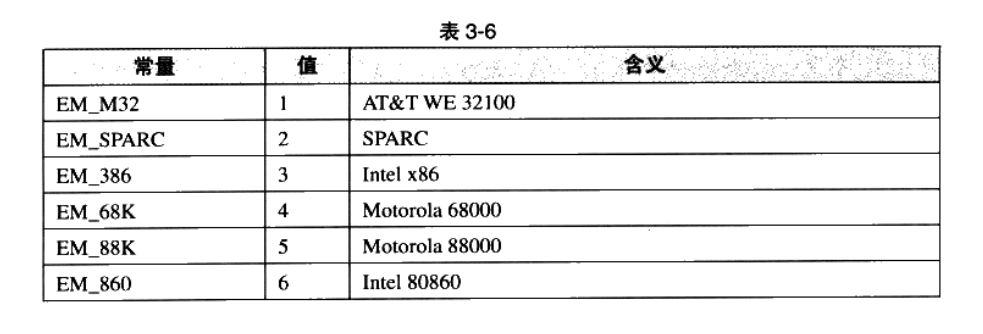 表 3-6
常量 值 含义
EM_M32 1 AT&T WE 32100
EM_SPARC 2 SPARC
EM_386 3 Intel x86
EM_68K 4 Motorola 68000
EM_88K 5 Motorola 88000
EM_860 6 Intel 80860